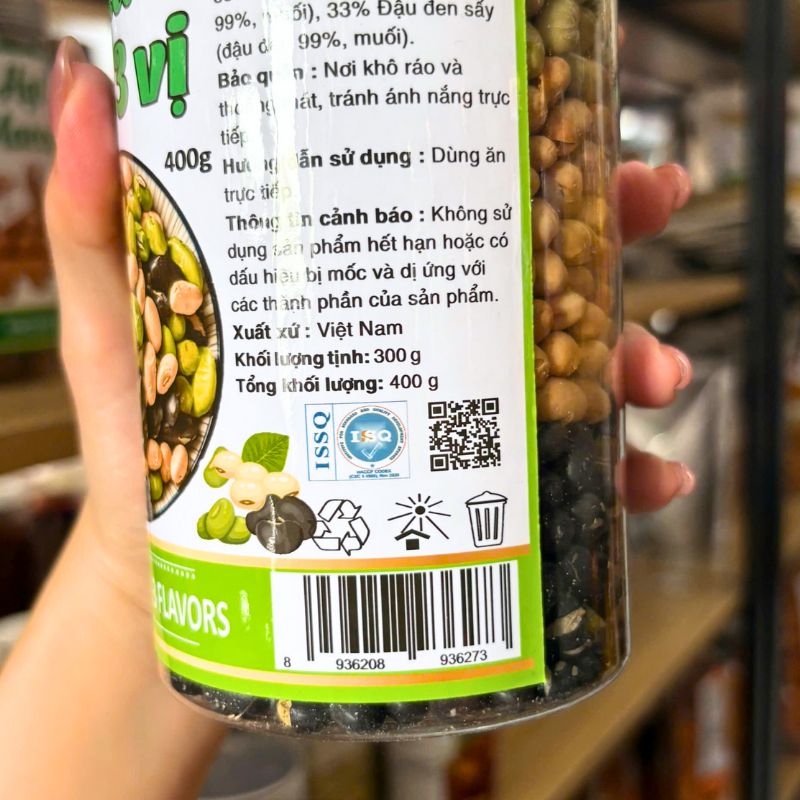 99%, muối), 33% Đậu đen sấy
(đậu đen 99%, muối).
3 vị
Bảo quản : Nơi khô ráo và
thoáng mát, tránh ánh nắng trực
tiếp
400g
Hướng dẫn sử dụng : Dùng ăn
trực tiếp
Thông tin cảnh báo : Không sử
dụng sản phẩm hết hạn hoặc có
dấu hiệu bị mốc và dị ứng với
các thành phần của sản phẩm.
Xuất xứ : Việt Nam
Khối lượng tịnh: 300 g
Tổng khối lượng: 400 g
ISSQ
ISSQ
HACCP CODEX
FLAVORS
8 936208 936273